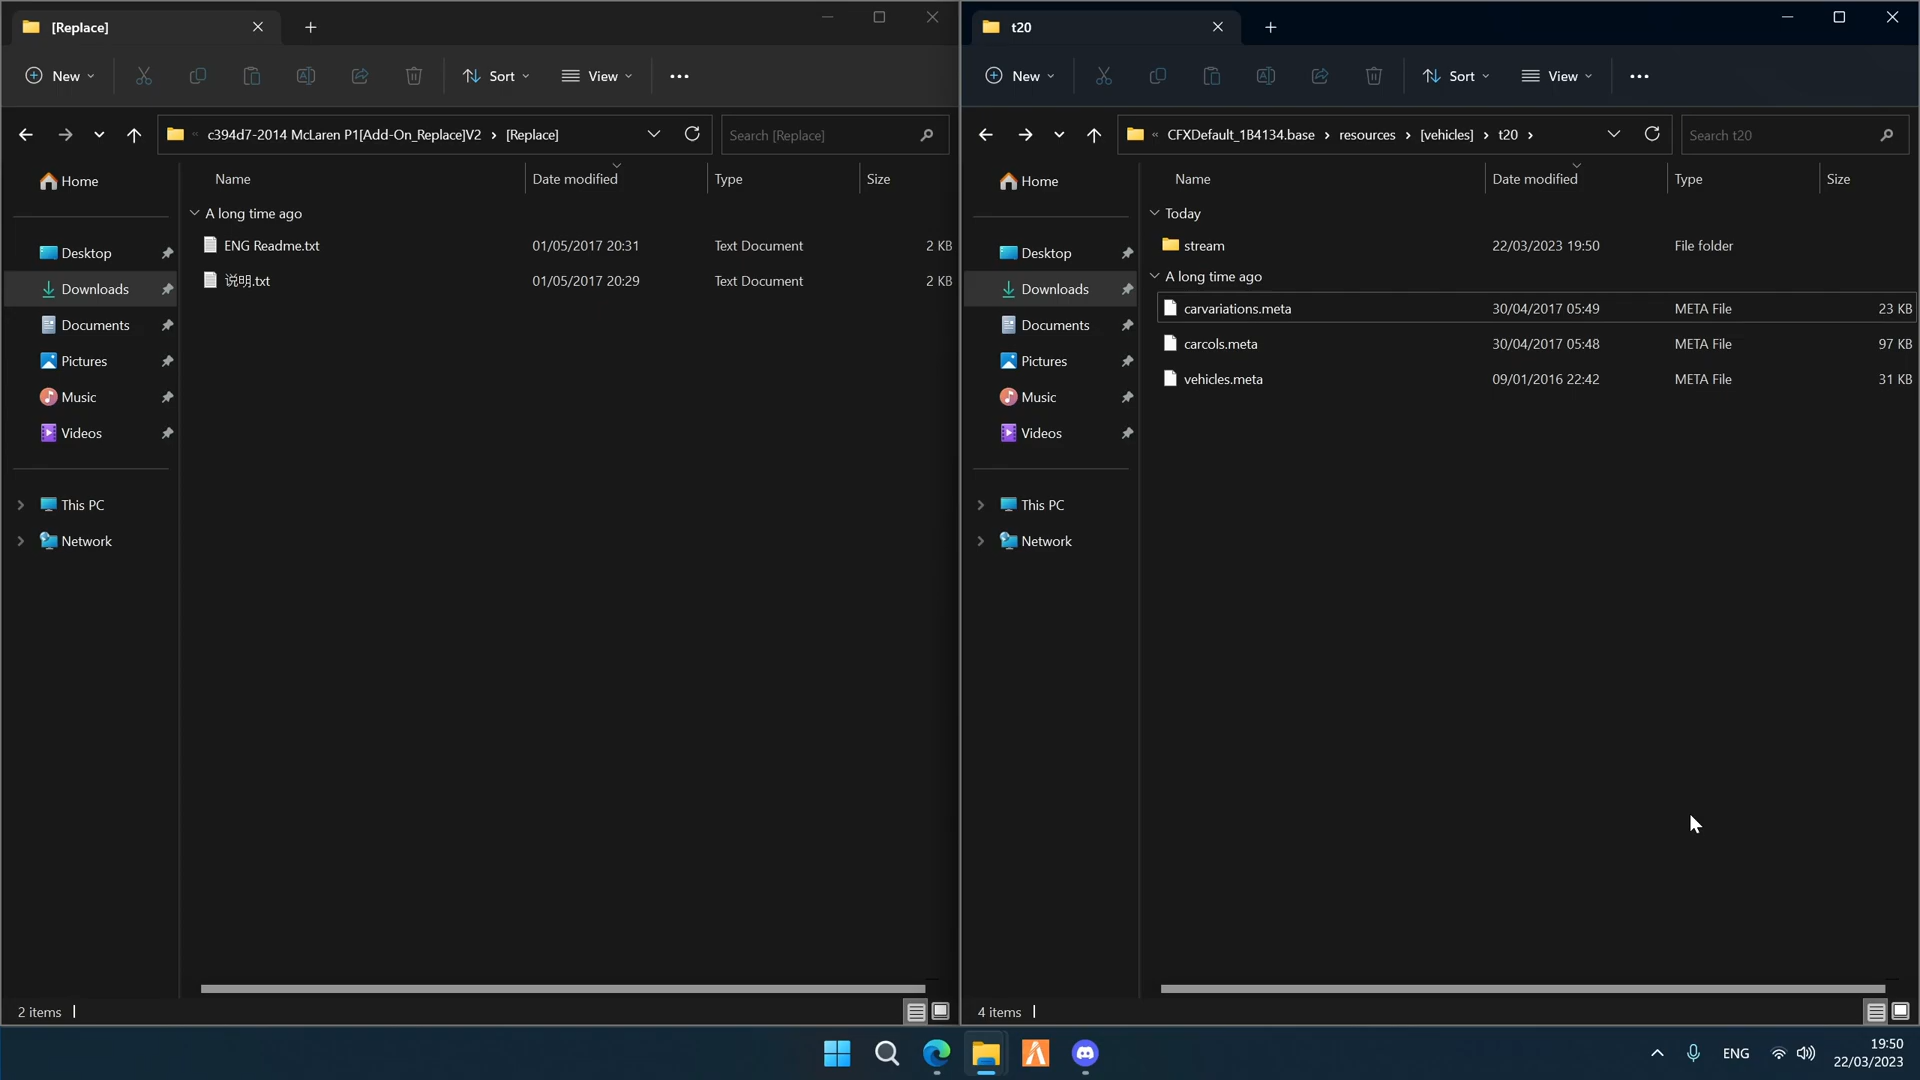 [Replace]
New
Sort
View
c394d7-2014 McLaren P1[Add-On_Replace]V2 > [Replace]
Search [Replace]
Home
Desktop
Downloads
Documents
Pictures
Music
Videos
This PC
Network
Name Date modified Type Size
A long time ago
ENG Readme.txt 01/05/2017 20:31 Text Document 2 KB
说明.txt 01/05/2017 20:29 Text Document 2 KB
2 items
t20
New
Sort
View
« CFXDefault_1B4134.base > resources > [vehicles] > t20 >
Search t20
Home
Desktop
Downloads
Documents
Pictures
Music
Videos
This PC
Network
Name Date modified Type Size
Today
stream 22/03/2023 19:50 File folder
A long time ago
carvariations.meta 30/04/2017 05:49 META File 23 KB
carcols.meta 30/04/2017 05:48 META File 97 KB
vehicles.meta 09/01/2016 22:42 META File 31 KB
4 items
ENG
19:50
22/03/2023